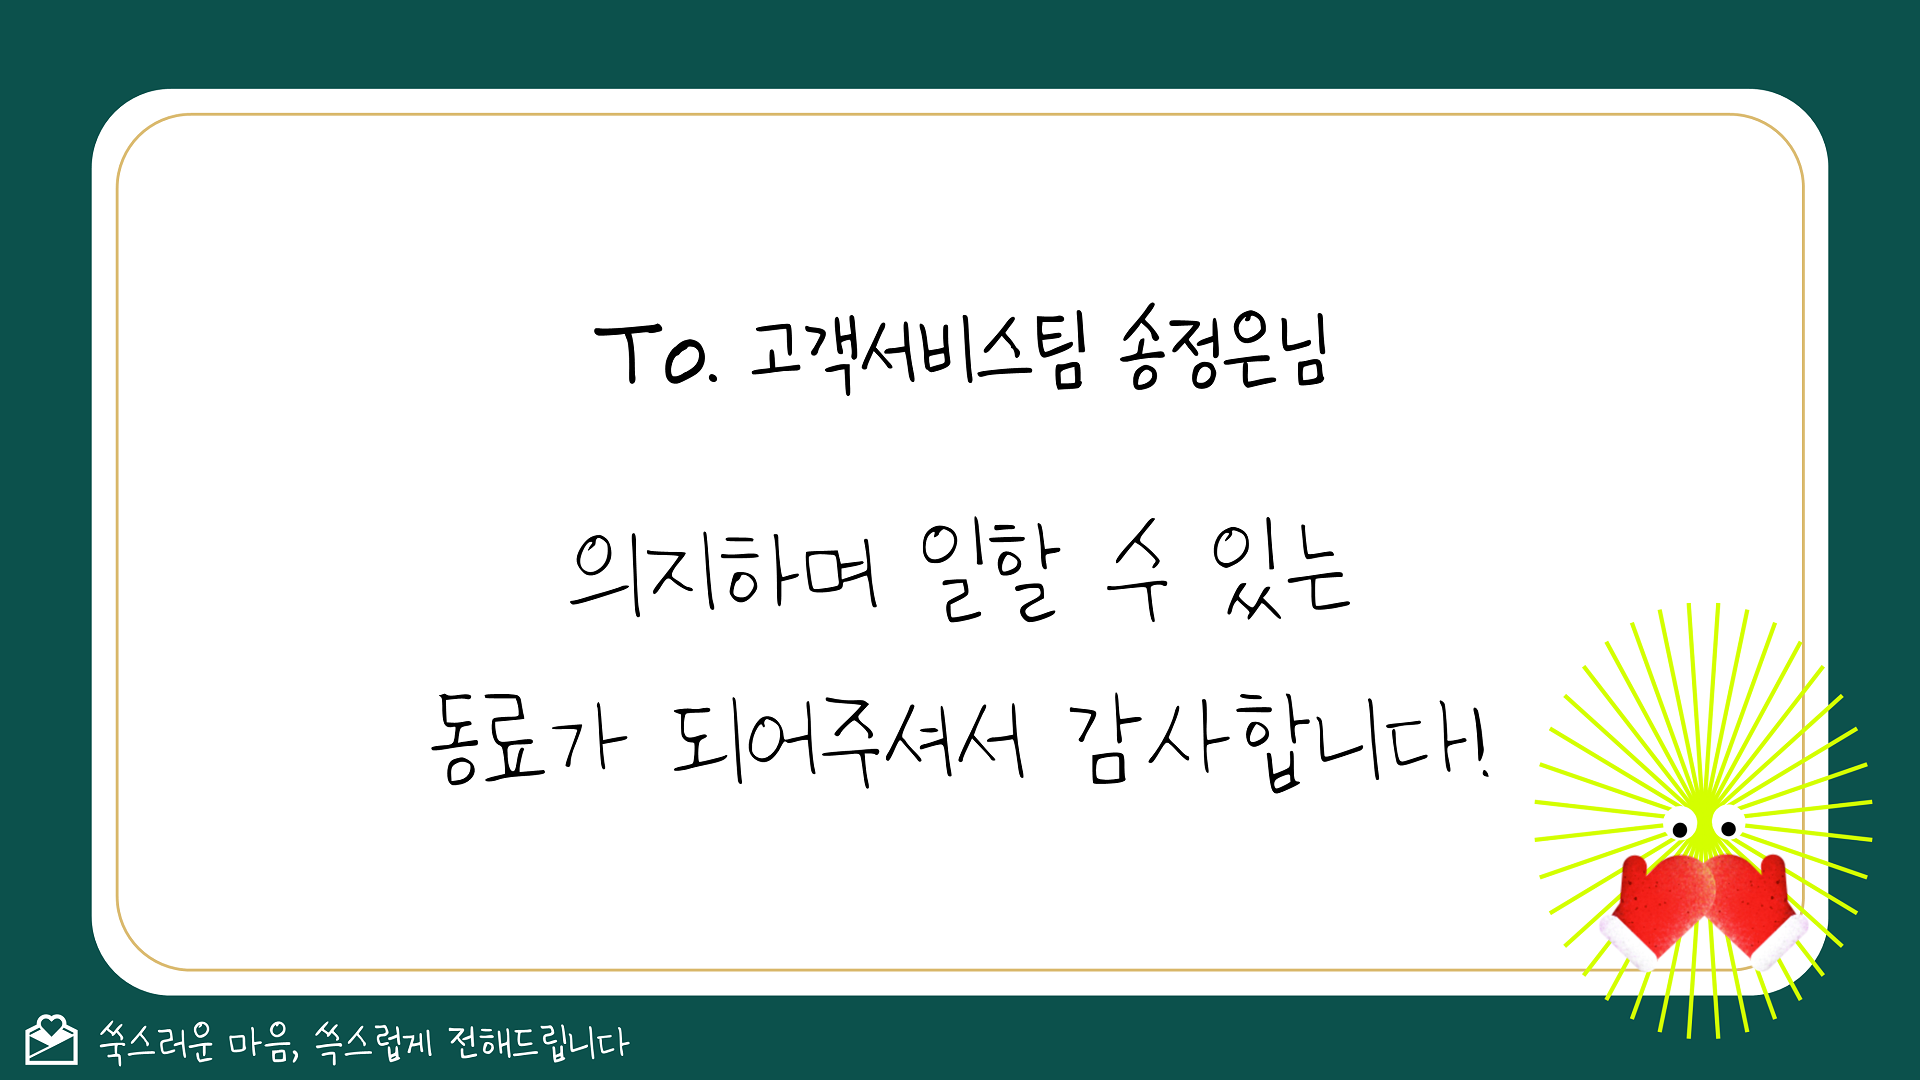 To. 고객서비스팀 송정은님
의지하며 일할 수 있는
동료가 되어주셔서 감사합니다!
쑥스러운 마음, 쓱스럽게 전해드립니다